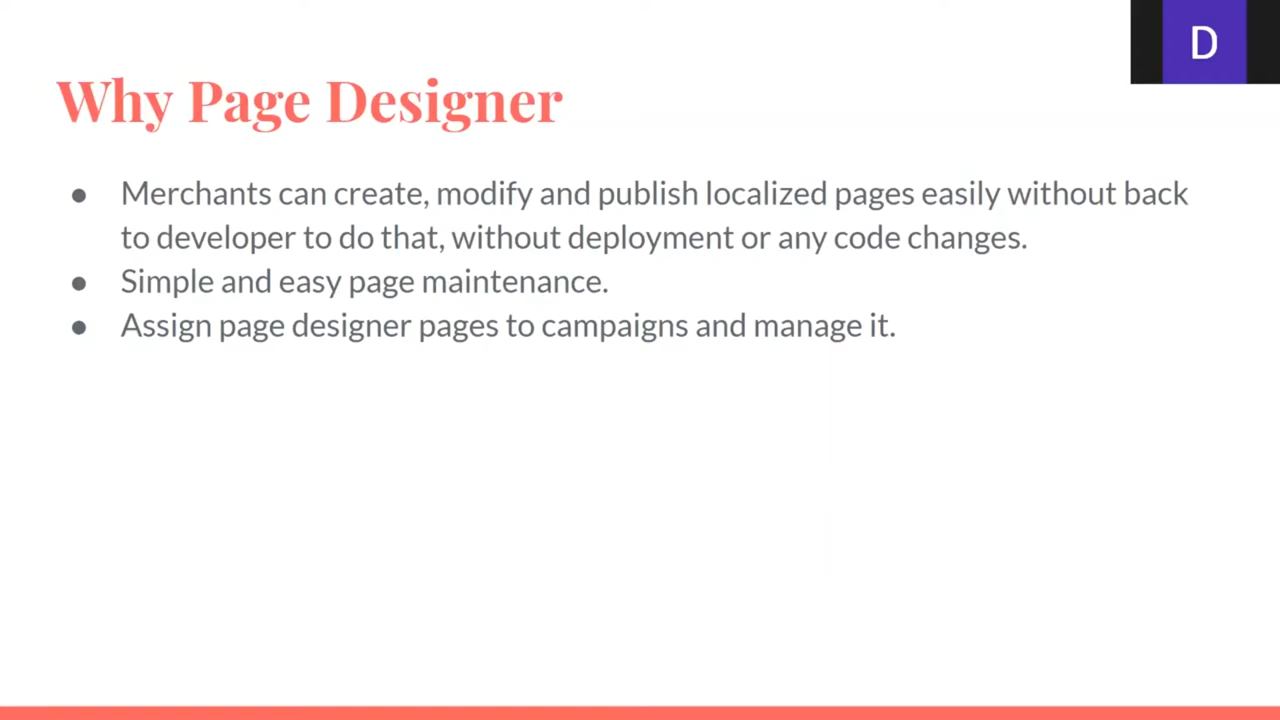 D
Why Page Designer
● Merchants can create, modify and publish localized pages easily without back
to developer to do that, without deployment or any code changes.
● Simple and easy page maintenance.
● Assign page designer pages to campaigns and manage it.